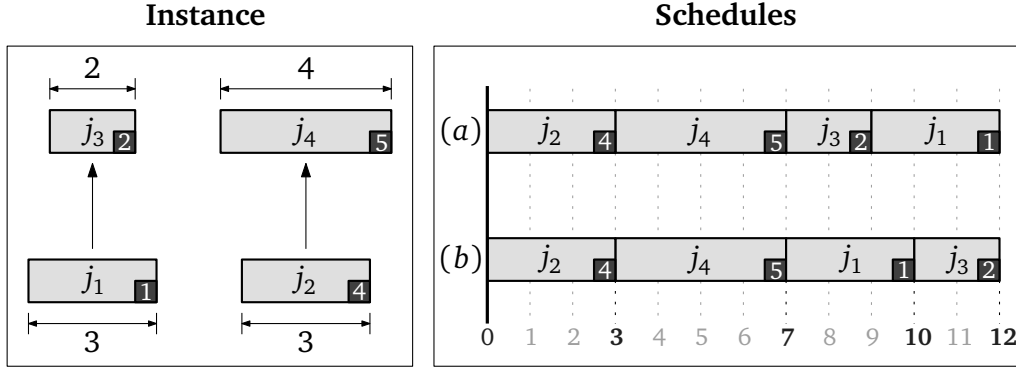 Instance
Schedules
2
4
j₃ 2
j₄ 5
j₁ 1
j₂ 4
3
3
(a) j₂ 4 j₄ 5 j₃ 2 j₁ 1
(b) j₂ 4 j₄ 5 j₁ 1 j₃ 2
0 1 2 3 4 5 6 7 8 9 10 11 12